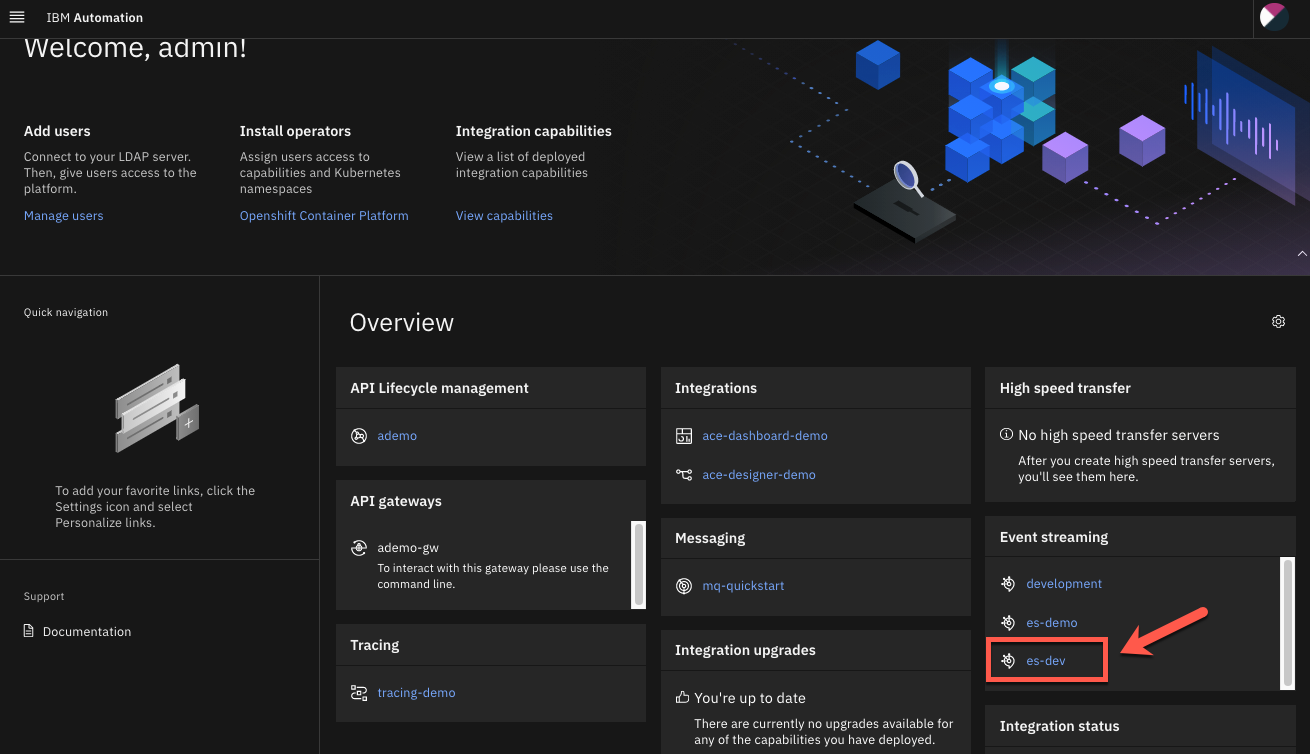 IBM Automation
Welcome, admin!
Add users
Connect to your LDAP server.
Then, give users access to the
platform.
Manage users
Install operators
Assign users access to
capabilities and Kubernetes
namespaces
Openshift Container Platform
Integration capabilities
View a list of deployed
integration capabilities
View capabilities
Quick navigation
To add your favorite links, click the
Settings icon and select
Personalize links.
Support
Documentation
Overview
API Lifecycle management
ademo
API gateways
ademo-gw
To interact with this gateway please use the
command line.
Tracing
tracing-demo
Integrations
ace-dashboard-demo
ace-designer-demo
Messaging
mq-quickstart
Integration upgrades
You're up to date
There are currently no upgrades available for
any of the capabilities you have deployed.
High speed transfer
No high speed transfer servers
After you create high speed transfer servers,
you'll see them here.
Event streaming
development
es-demo
es-dev
Integration status